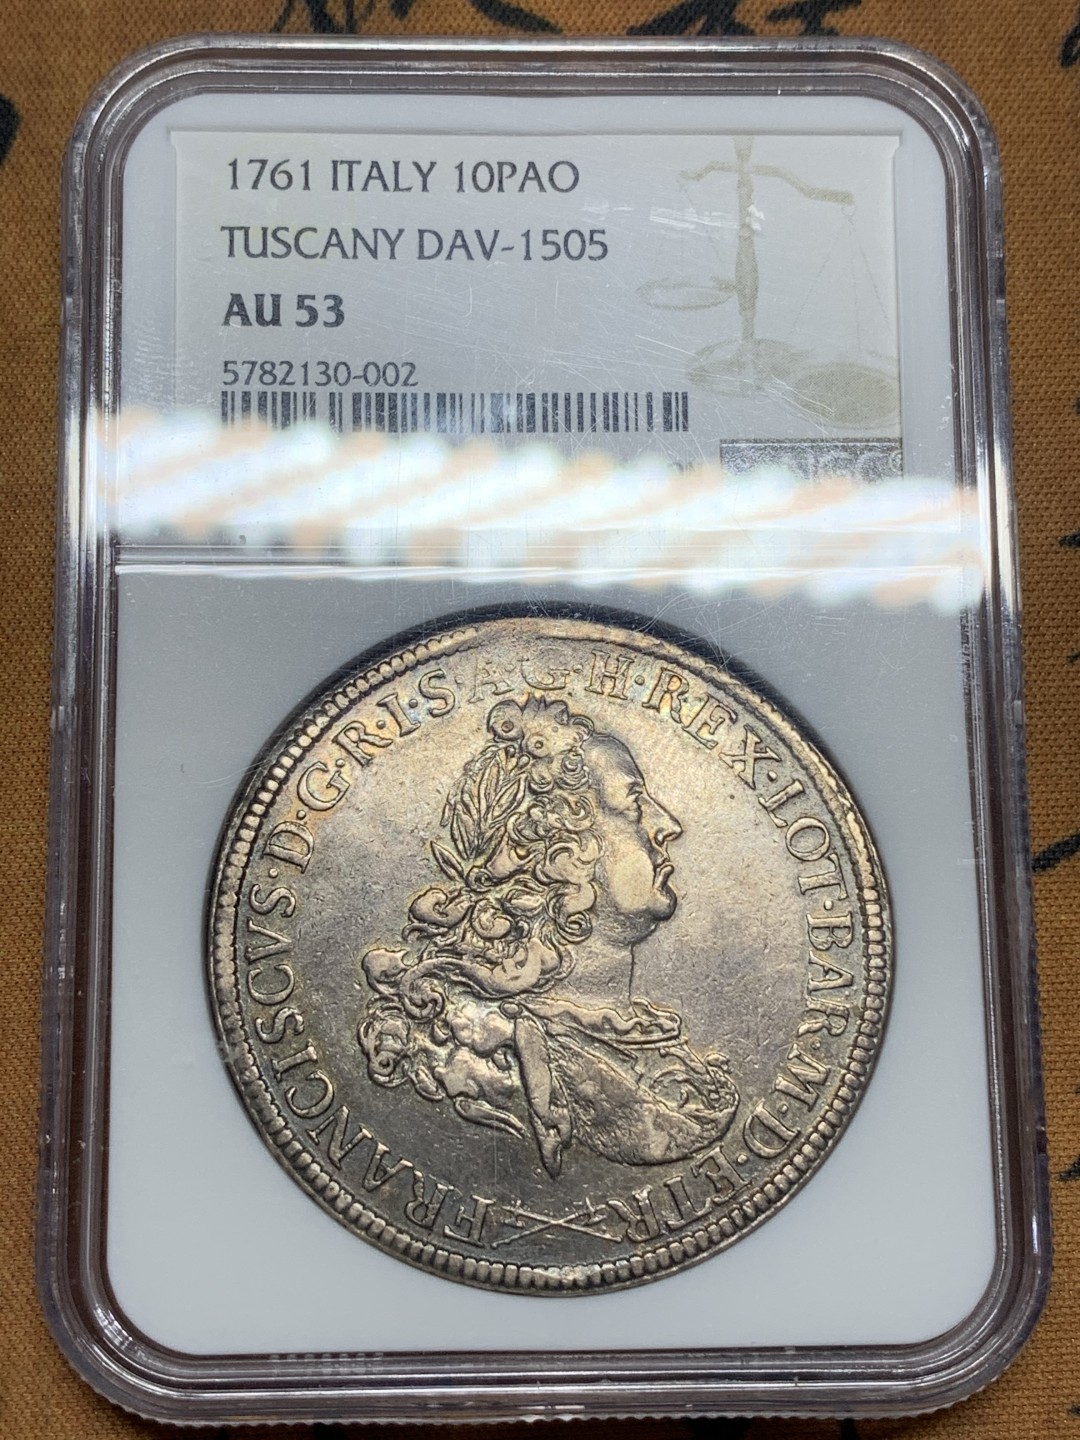 1761 ITALY 10PAO
TUSCANY DAV-1505
AU 53
5782130-002
FRANCISCVS·D·G·R·I·S·A·G·H·REX·LOT·BAR·M·D·ETR